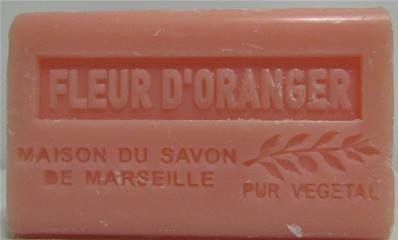 FLEUR D'ORANGER
MAISON DU SAVON
DE MARSEILLE
PUR VEGETAL